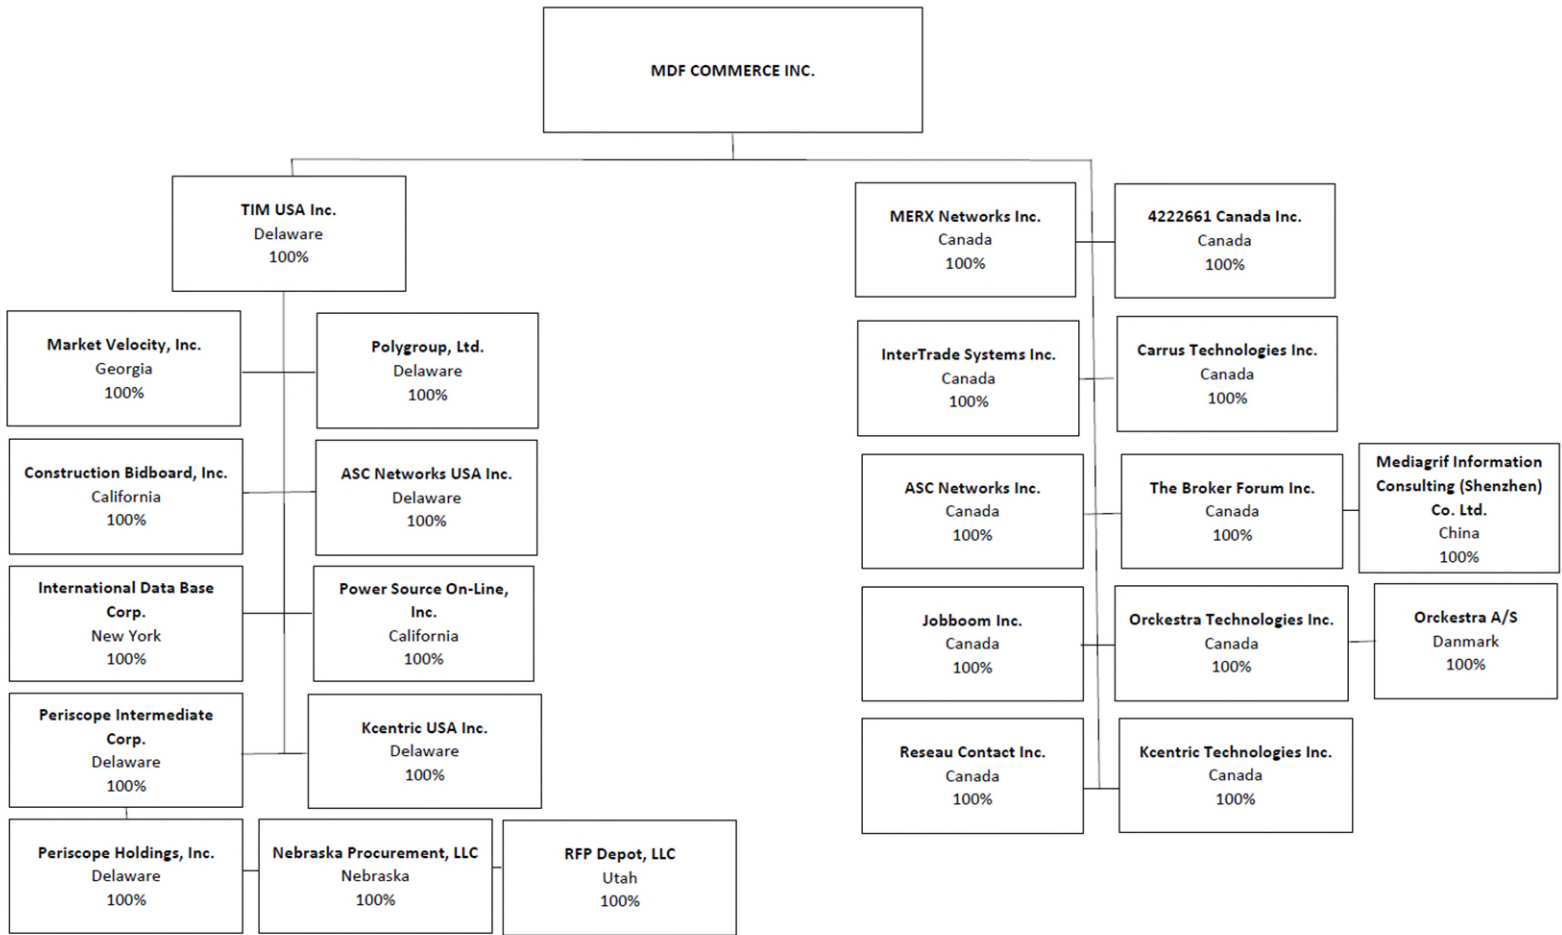 MDF COMMERCE INC.
TIM USA Inc.
Delaware
100%
Market Velocity, Inc.
Georgia
100%
Polygroup, Ltd.
Delaware
100%
Construction Bidboard, Inc.
California
100%
ASC Networks USA Inc.
Delaware
100%
International Data Base
Corp.
New York
100%
Power Source On-Line,
Inc.
California
100%
Periscope Intermediate
Corp.
Delaware
100%
Kcentric USA Inc.
Delaware
100%
Periscope Holdings, Inc.
Delaware
100%
Nebraska Procurement, LLC
Nebraska
100%
RFP Depot, LLC
Utah
100%
MERX Networks Inc.
Canada
100%
4222661 Canada Inc.
Canada
100%
InterTrade Systems Inc.
Canada
100%
Carrus Technologies Inc.
Canada
100%
ASC Networks Inc.
Canada
100%
The Broker Forum Inc.
Canada
100%
Mediagrif Information
Consulting (Shenzhen)
Co. Ltd.
China
100%
Jobboom Inc.
Canada
100%
Orckestra Technologies Inc.
Canada
100%
Orckestra A/S
Danmark
100%
Reseau Contact Inc.
Canada
100%
Kcentric Technologies Inc.
Canada
100%